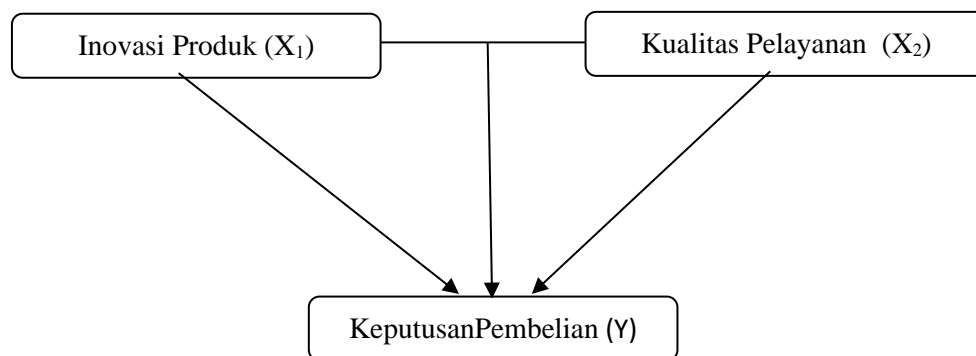 Inovasi Produk (X₁)
Kualitas Pelayanan (X₂)
KeputusanPembelian (Y)